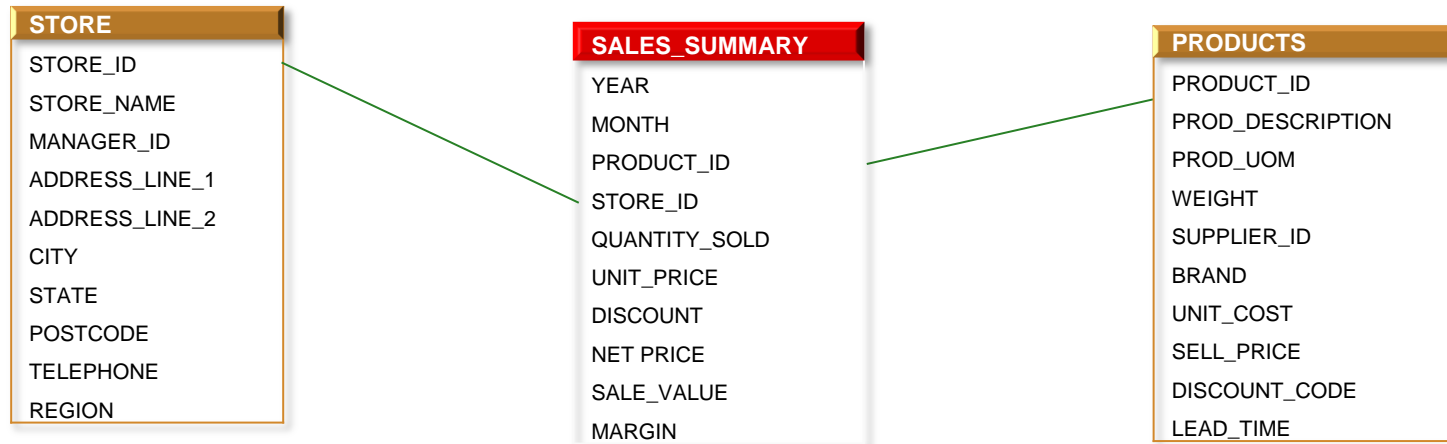 STORE
STORE_ID
STORE_NAME
MANAGER_ID
ADDRESS_LINE_1
ADDRESS_LINE_2
CITY
STATE
POSTCODE
TELEPHONE
REGION
SALES_SUMMARY
YEAR
MONTH
PRODUCT_ID
STORE_ID
QUANTITY_SOLD
UNIT_PRICE
DISCOUNT
NET PRICE
SALE_VALUE
MARGIN
PRODUCTS
PRODUCT_ID
PROD_DESCRIPTION
PROD_UOM
WEIGHT
SUPPLIER_ID
BRAND
UNIT_COST
SELL_PRICE
DISCOUNT_CODE
LEAD_TIME